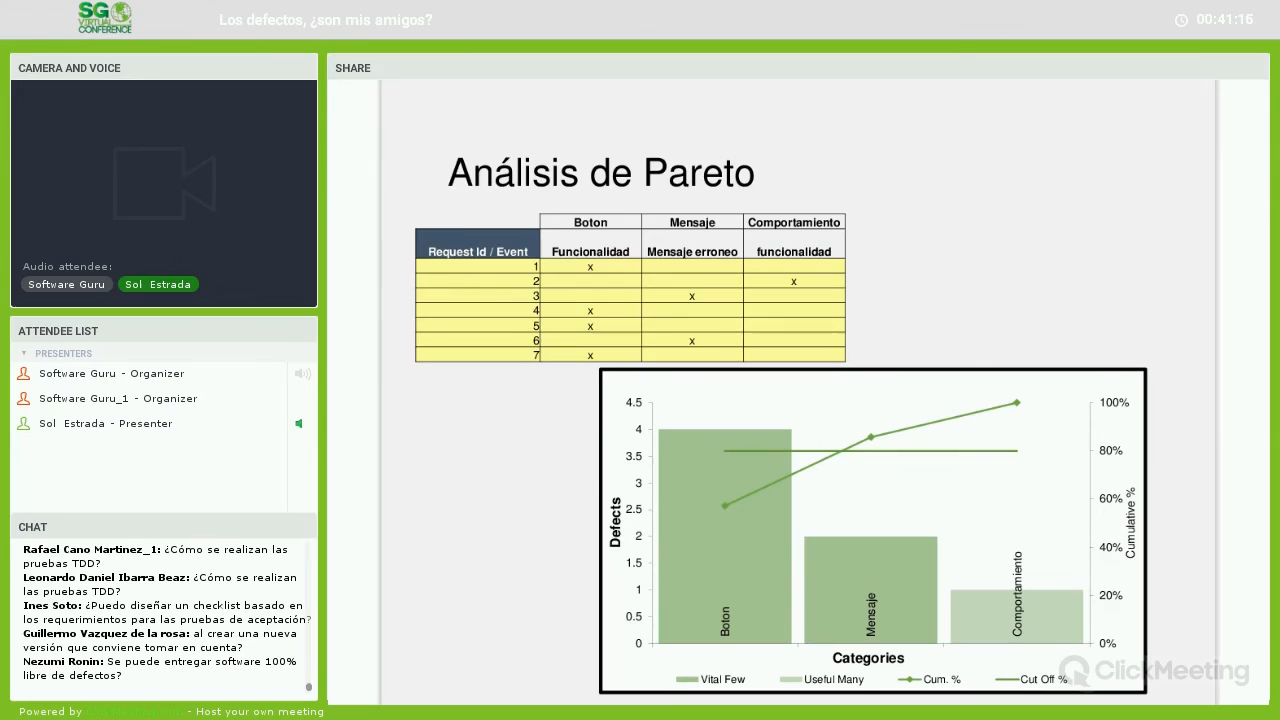 SG
VIRTUAL
CONFERENCE
Los defectos, ¿son mis amigos?
00:41:16
CAMERA AND VOICE
Audio attendee:
Software Guru
Sol Estrada
ATTENDEE LIST
PRESENTERS
Software Guru - Organizer
Software Guru_1 - Organizer
Sol Estrada - Presenter
CHAT
Rafael Cano Martinez_1: ¿Cómo se realizan las
pruebas TDD?
Leonardo Daniel Ibarra Beaz: ¿Cómo se realizan
las pruebas TDD?
Ines Soto: ¿Puedo diseñar un checklist basado en
los requerimientos para las pruebas de aceptación?
Guillermo Vazquez de la rosa: al crear una nueva
versión que conviene tomar en cuenta?
Nezumi Ronin: Se puede entregar software 100%
libre de defectos?
Powered by - Host your own meeting
SHARE
Análisis de Pareto
Boton Mensaje Comportamiento
Request Id / Event Funcionalidad Mensaje erroneo funcionalidad
1 x
2 x
3 x
4 x
5 x
6 x
7 x
4.5 100%
4
3.5 80%
3
2.5 60%
2 40%
1.5
1 20%
0.5
0 0%
Defects
Cumulative %
Boton
Mensaje
Comportamiento
Categories
Vital Few Useful Many Cum. % Cut Off %
ClickMeeting